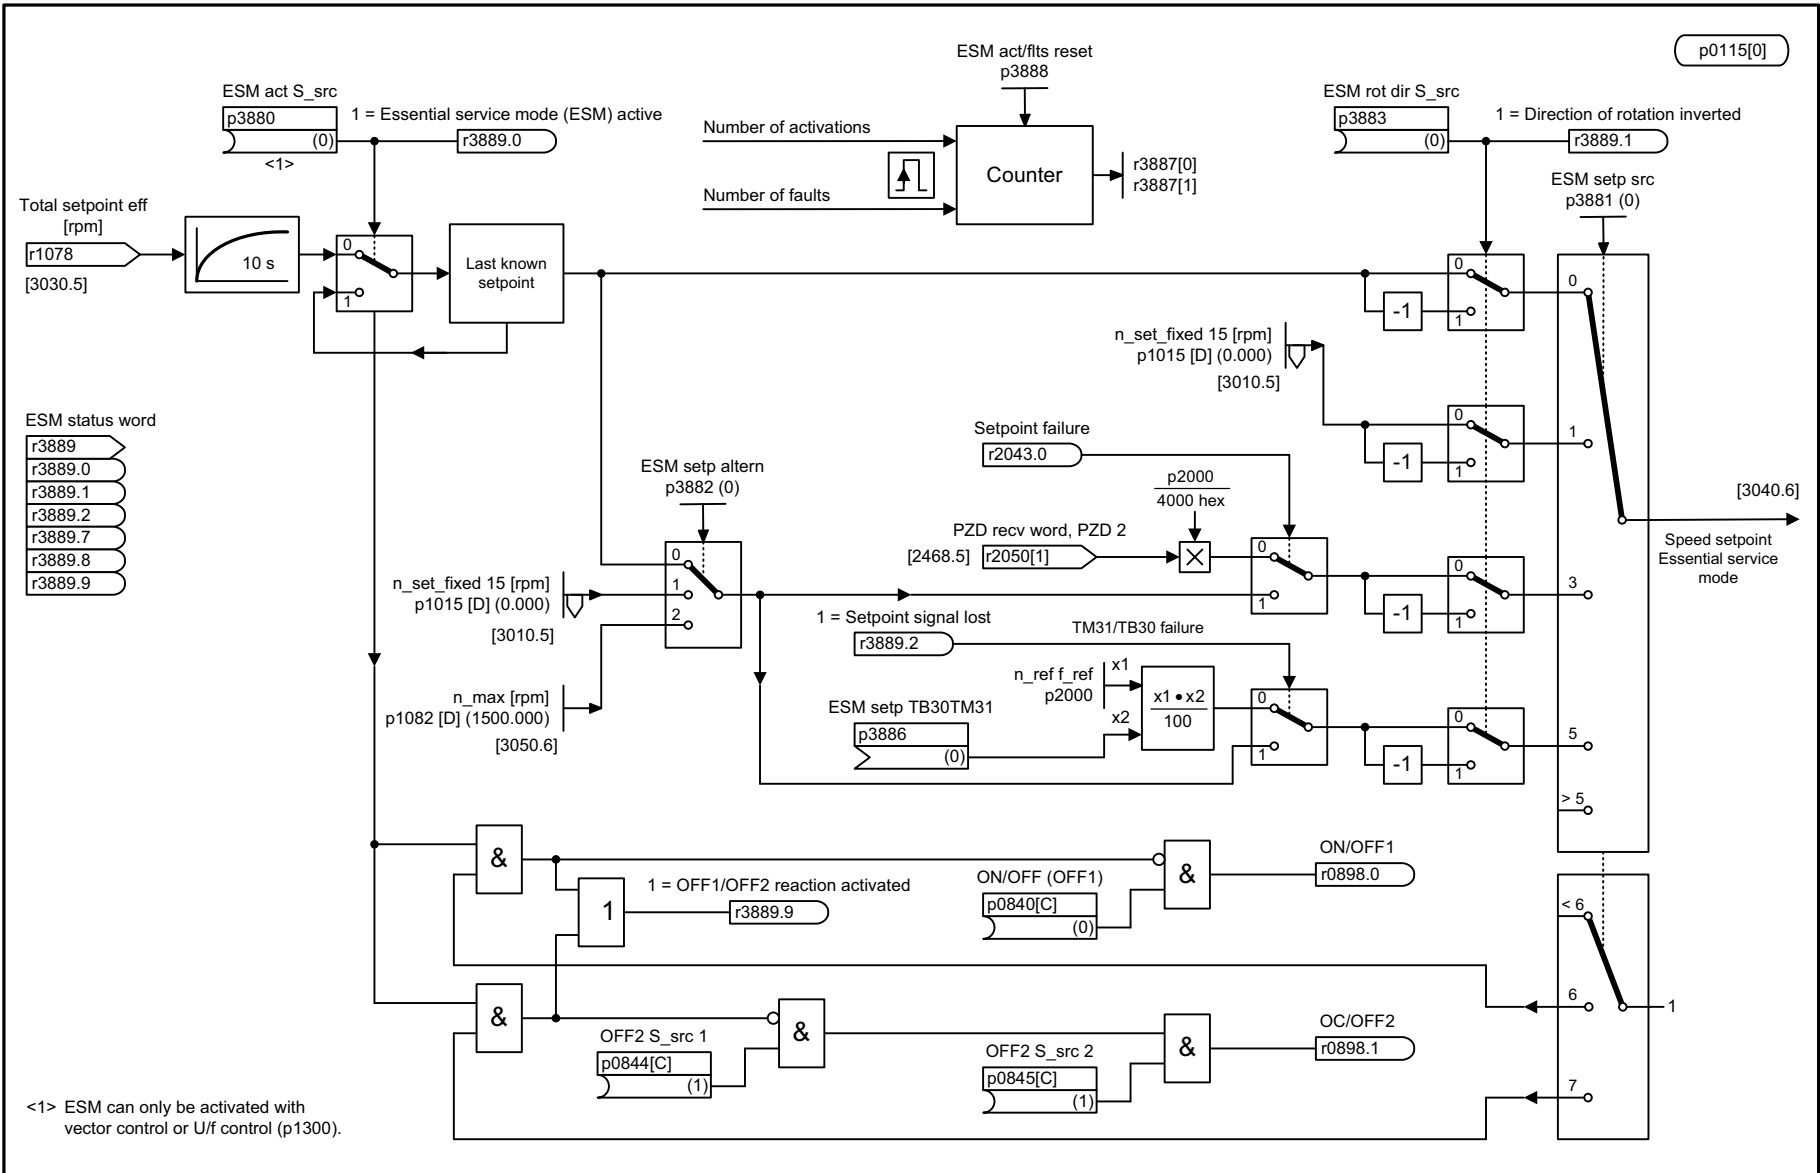 p0115[0]
ESM act S_src
p3880
(0)
<1>
1 = Essential service mode (ESM) active
r3889.0
ESM act/flts reset
p3888
Number of activations
Number of faults
Counter
r3887[0]
r3887[1]
ESM rot dir S_src
p3883
(0)
1 = Direction of rotation inverted
r3889.1
ESM setp src
p3881 (0)
Total setpoint eff
[rpm]
r1078
[3030.5]
10 s
0
1
Last known
setpoint
0
-1
1
0
n_set_fixed 15 [rpm]
p1015 [D] (0.000)
[3010.5]
0
-1
1
1
ESM status word
r3889
r3889.0
r3889.1
r3889.2
r3889.7
r3889.8
r3889.9
ESM setp altern
p3882 (0)
0
1
2
n_set_fixed 15 [rpm]
p1015 [D] (0.000)
[3010.5]
n_max [rpm]
p1082 [D] (1500.000)
[3050.6]
Setpoint failure
r2043.0
p2000
4000 hex
PZD recv word, PZD 2
[2468.5]
r2050[1]
0
1
0
-1
1
3
[3040.6]
Speed setpoint
Essential service
mode
1 = Setpoint signal lost
r3889.2
TM31/TB30 failure
n_ref f_ref
p2000
x1
x2
x1 • x2
100
ESM setp TB30TM31
p3886
(0)
0
1
0
-1
1
5
> 5
&
1
1 = OFF1/OFF2 reaction activated
r3889.9
ON/OFF (OFF1)
p0840[C]
(0)
&
ON/OFF1
r0898.0
< 6
6
1
7
&
OFF2 S_src 1
p0844[C]
(1)
&
OFF2 S_src 2
p0845[C]
(1)
&
OC/OFF2
r0898.1
<1> ESM can only be activated with
vector control or U/f control (p1300).